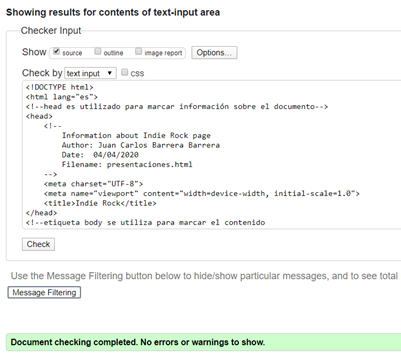 Showing results for contents of text-input area
Checker Input
Show source outline image report Options...
Check by text input css
<!DOCTYPE html>
<html lang="es">
<!--head es utilizado para marcar información sobre el documento-->
<head>
<!--
Information about Indie Rock page
Author: Juan Carlos Barrera Barrera
Date: 04/04/2020
Filename: presentaciones.html
-->
<meta charset="UTF-8">
<meta name="viewport" content="width=device-width, initial-scale=1.0">
<title>Indie Rock</title>
</head>
<!--etiqueta body se utiliza para marcar el contenido
Check
Use the Message Filtering button below to hide/show particular messages, and to see total
Message Filtering
Document checking completed. No errors or warnings to show.